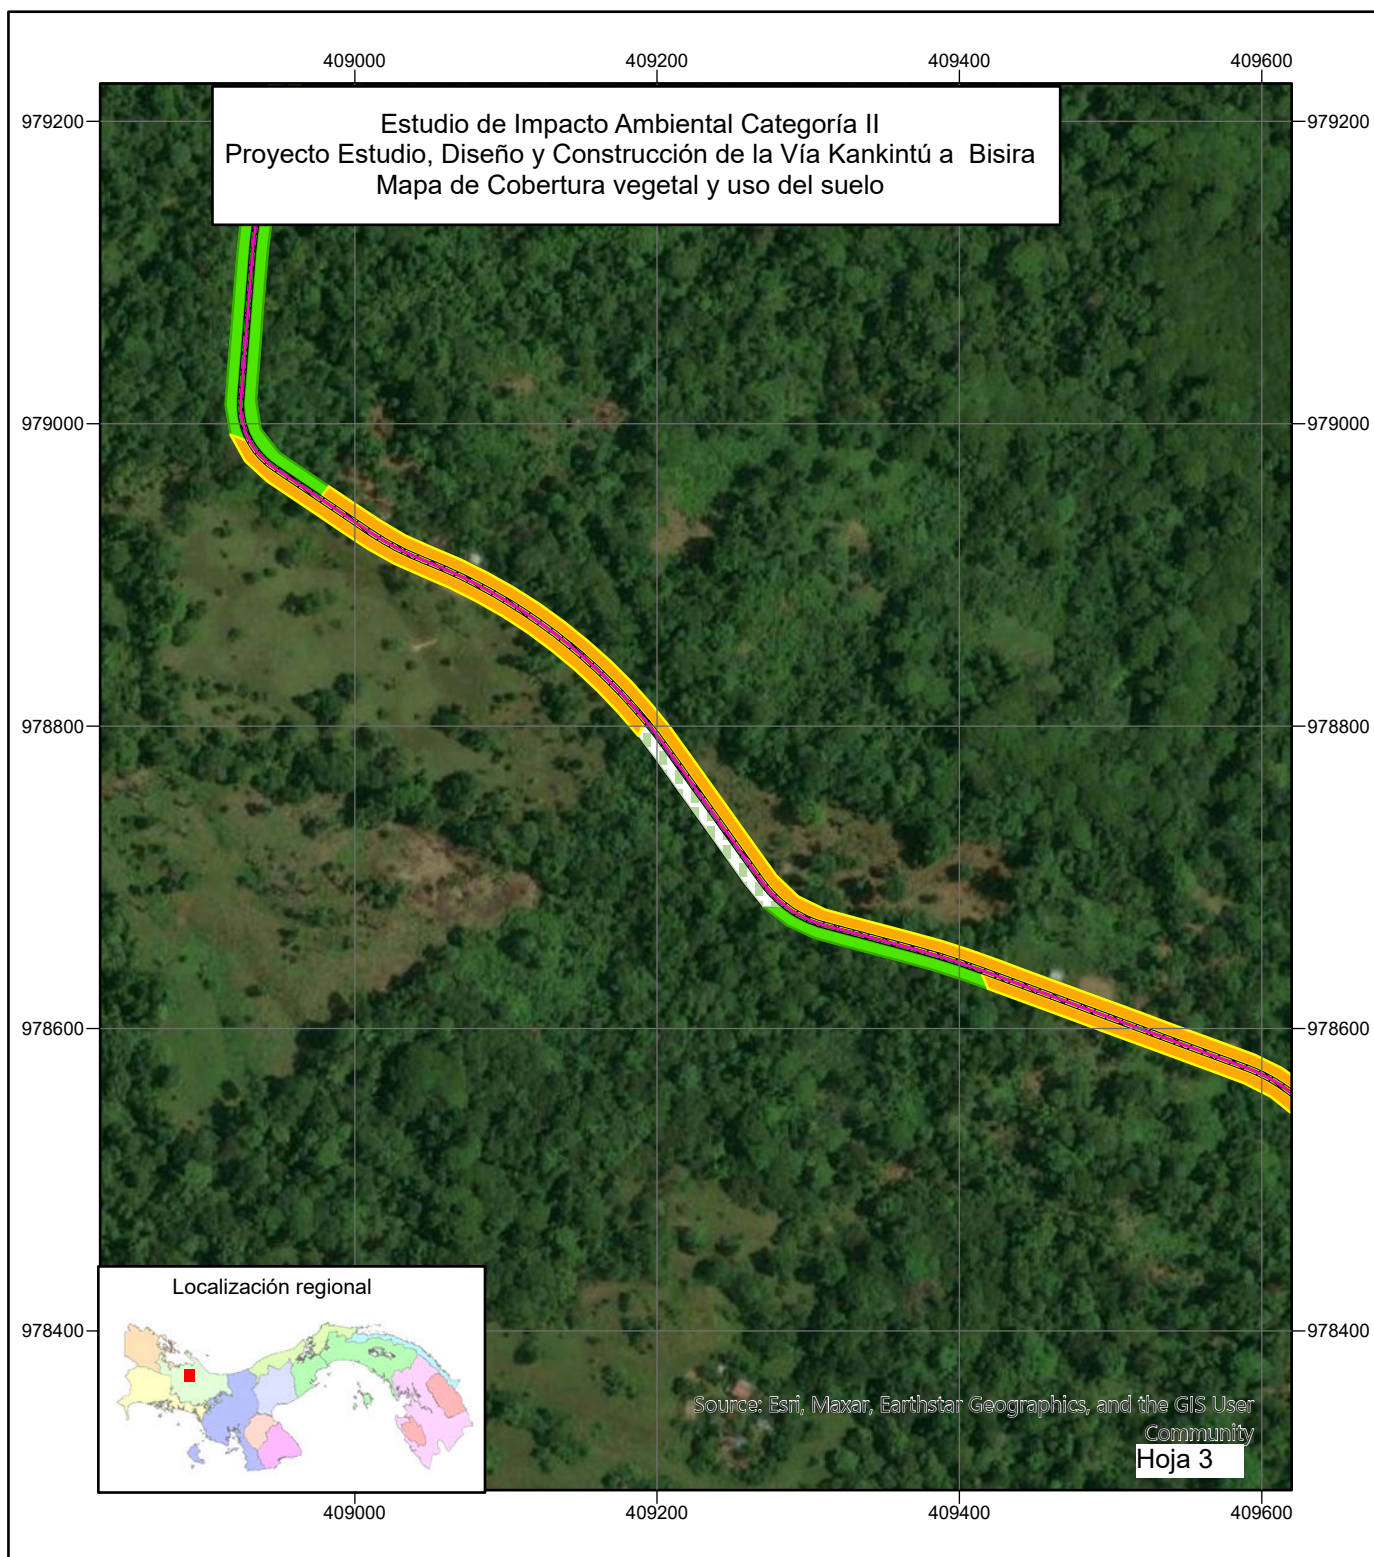 409000 409200 409400 409600
Estudio de Impacto Ambiental Categoría II
Proyecto Estudio, Diseño y Construcción de la Vía Kankintú a Bisira
Mapa de Cobertura vegetal y uso del suelo
979200 979200
979000 979000
978800 978800
978600 978600
Localización regional
978400 978400
Source: Esri, Maxar, Earthstar Geographics, and the GIS User
Community
Hoja 3
409000 409200 409400 409600